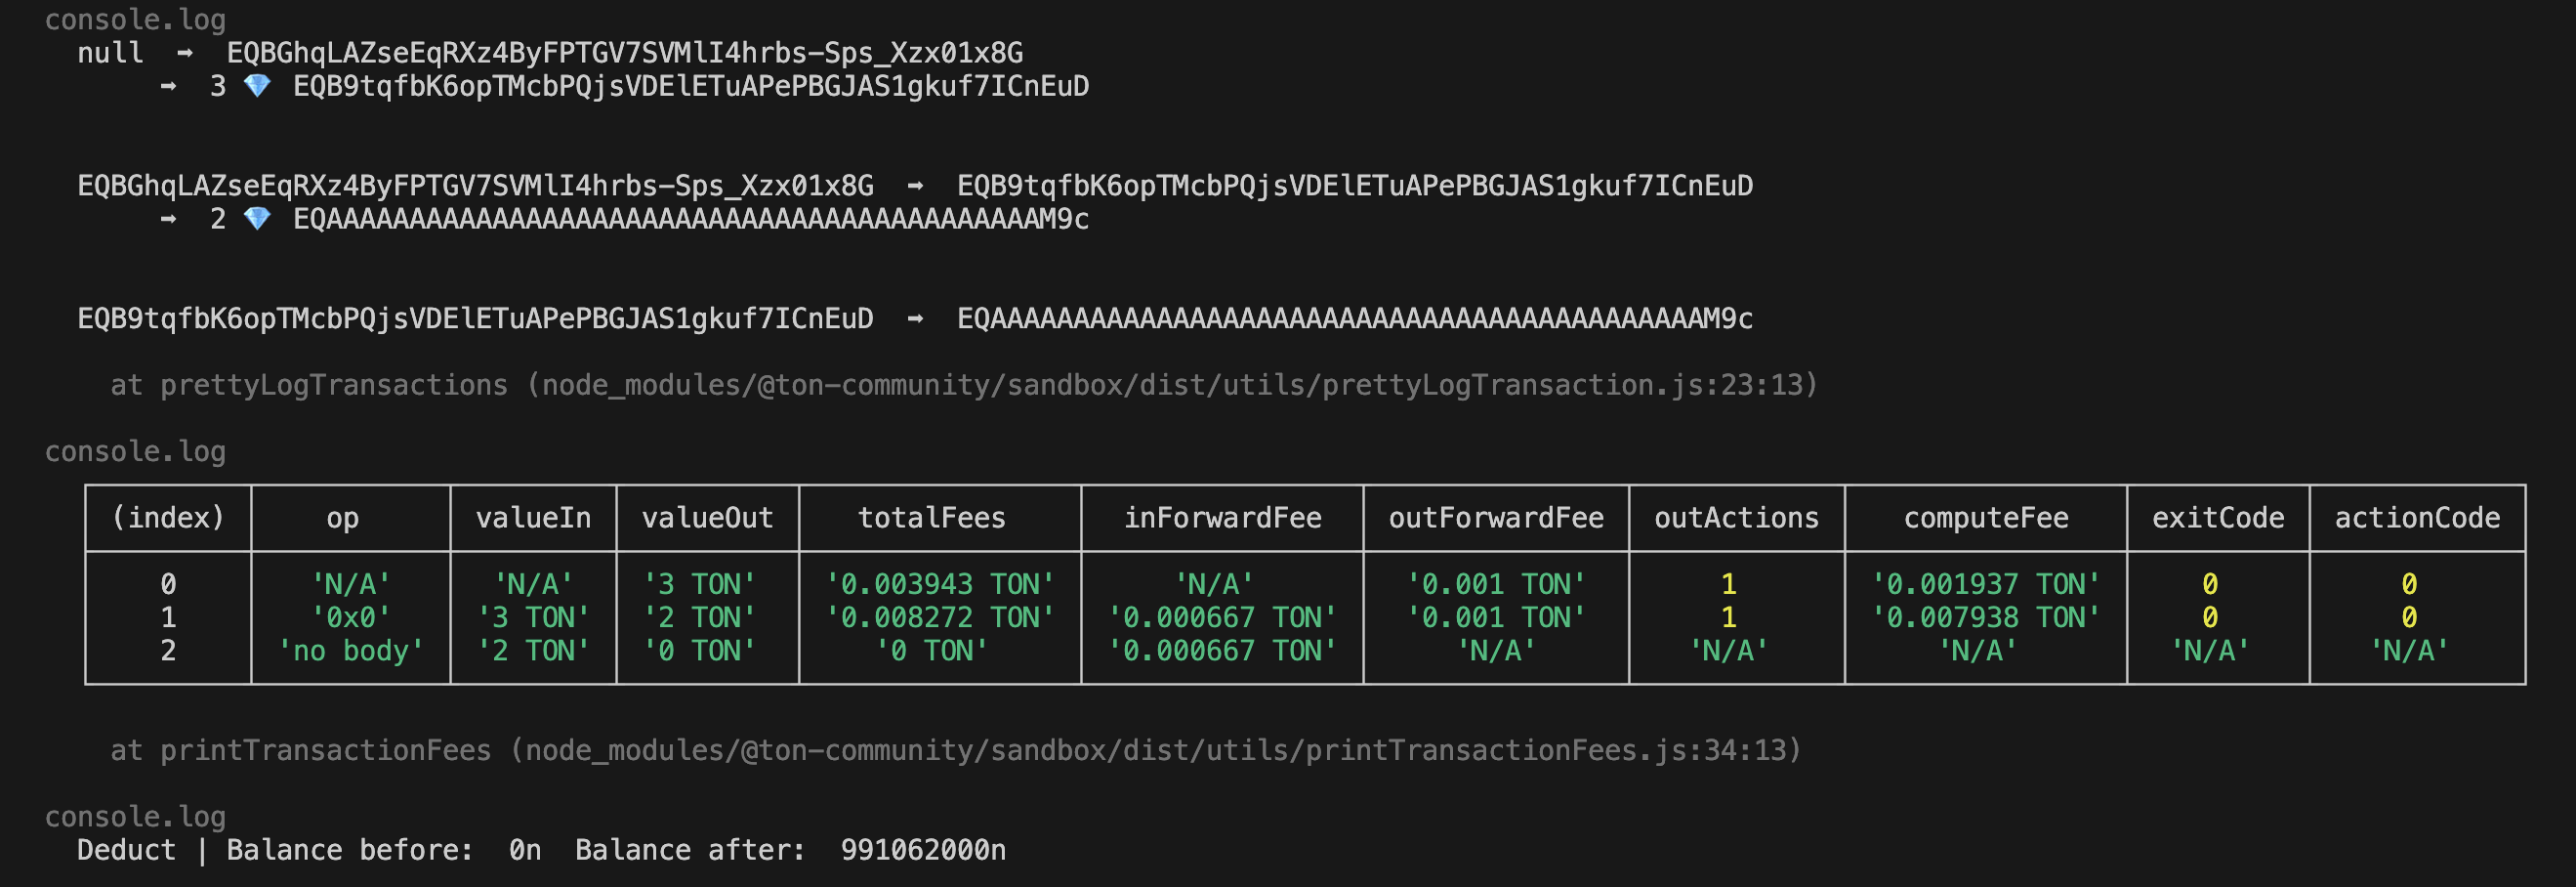 console.log
null ➡ EQBGhqLAZseEqRXz4ByFPTGV7SVMlI4hrbs-Sps_Xzx01x8G
➡ 3 💎 EQB9tqfbK6opTMcbPQjsVDElETuAPePBGJAS1gkuf7ICnEuD
EQBGhqLAZseEqRXz4ByFPTGV7SVMlI4hrbs-Sps_Xzx01x8G ➡ EQB9tqfbK6opTMcbPQjsVDElETuAPePBGJAS1gkuf7ICnEuD
➡ 2 💎 EQAAAAAAAAAAAAAAAAAAAAAAAAAAAAAAAAAAAAAAAAAAAM9c
EQB9tqfbK6opTMcbPQjsVDElETuAPePBGJAS1gkuf7ICnEuD ➡ EQAAAAAAAAAAAAAAAAAAAAAAAAAAAAAAAAAAAAAAAAAAAM9c
at prettyLogTransactions (node_modules/@ton-community/sandbox/dist/utils/prettyLogTransaction.js:23:13)
console.log
(index) op valueIn valueOut totalFees inForwardFee outForwardFee outActions computeFee exitCode actionCode
0 'N/A' 'N/A' '3 TON' '0.003943 TON' 'N/A' '0.001 TON' 1 '0.001937 TON' 0 0
1 '0x0' '3 TON' '2 TON' '0.008272 TON' '0.000667 TON' '0.001 TON' 1 '0.007938 TON' 0 0
2 'no body' '2 TON' '0 TON' '0 TON' '0.000667 TON' 'N/A' 'N/A' 'N/A' 'N/A' 'N/A'
at printTransactionFees (node_modules/@ton-community/sandbox/dist/utils/printTransactionFees.js:34:13)
console.log
Deduct | Balance before: 0n Balance after: 991062000n